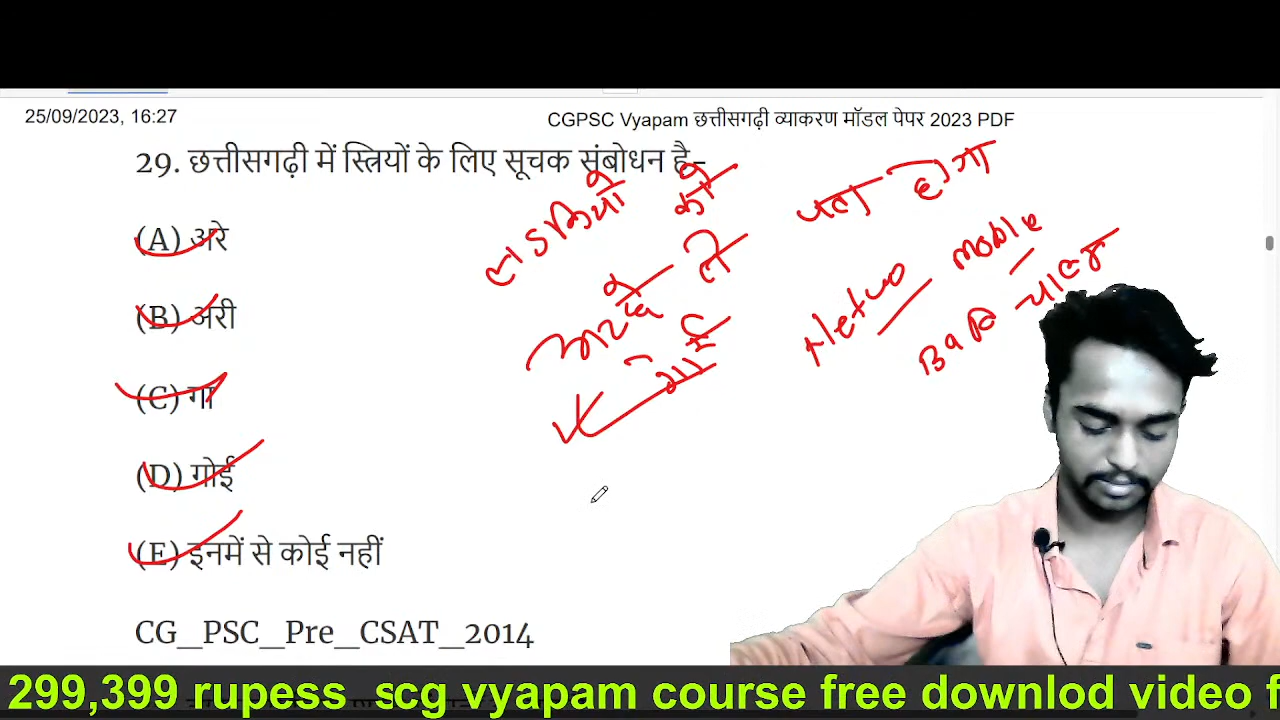 25/09/2023, 16:27
CGPSC Vyapam छत्तीसगढ़ी व्याकरण मॉडल पेपर 2023 PDF
29. छत्तीसगढ़ी में स्त्रियों के लिए सूचक संबोधन है-
लडकियो को पता होगा
(A) अरे
(B) अरी
(C) गा
(D) गोई
(E) इनमें से कोई नहीं
mobile
गोई
CG_PSC_Pre_CSAT_2014
299,399 rupess scg vyapam course free downlod video f